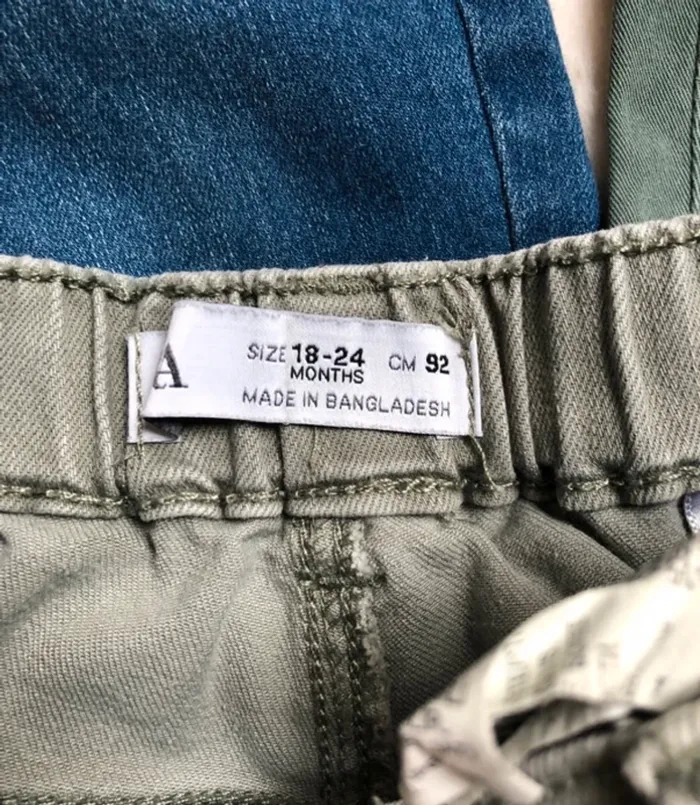 A
SIZE 18-24 CM 92
MONTHS
MADE IN BANGLADESH